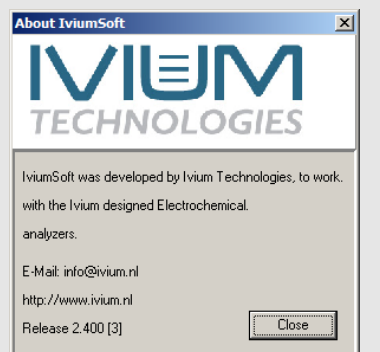 About IviumSoft
IVIUM
TECHNOLOGIES
IviumSoft was developed by Ivium Technologies, to work.
with the Ivium designed Electrochemical.
analyzers.
E-Mail: info@ivium.nl
http://www.ivium.nl
Release 2.400 [3]
Close